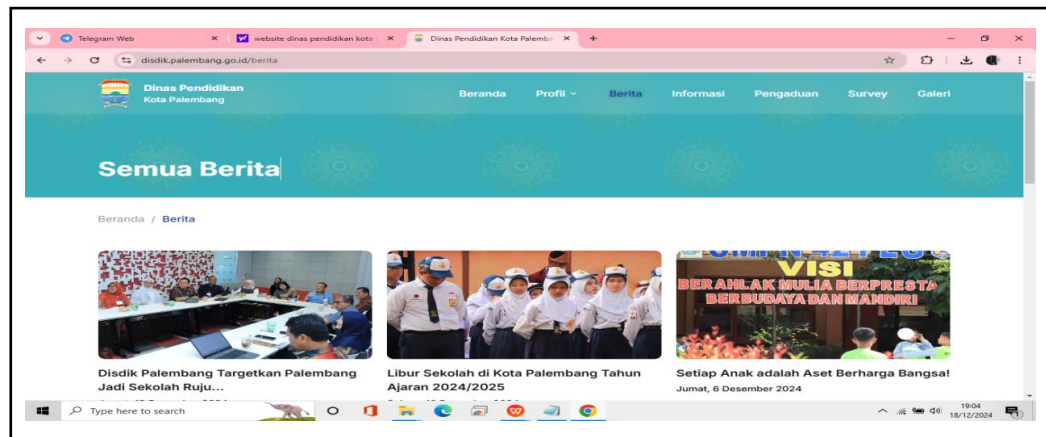 Telegram Web
website dinas pendidikan kota
Dinas Pendidikan Kota Palemba
disdik.palembang.go.id/berita
Dinas Pendidikan
Kota Palembang
Beranda Profil Berita Informasi Pengaduan Survey Galeri
Semua Berita
Beranda / Berita
VISI
BERAHLAK MULIA BERPRESTA
BERBUDAYA DAN MANDIRI
Disdik Palembang Targetkan Palembang
Jadi Sekolah Ruju...
Libur Sekolah di Kota Palembang Tahun
Ajaran 2024/2025
Setiap Anak adalah Aset Berharga Bangsa!
Jumat, 6 Desember 2024
Type here to search
19:04
18/12/2024